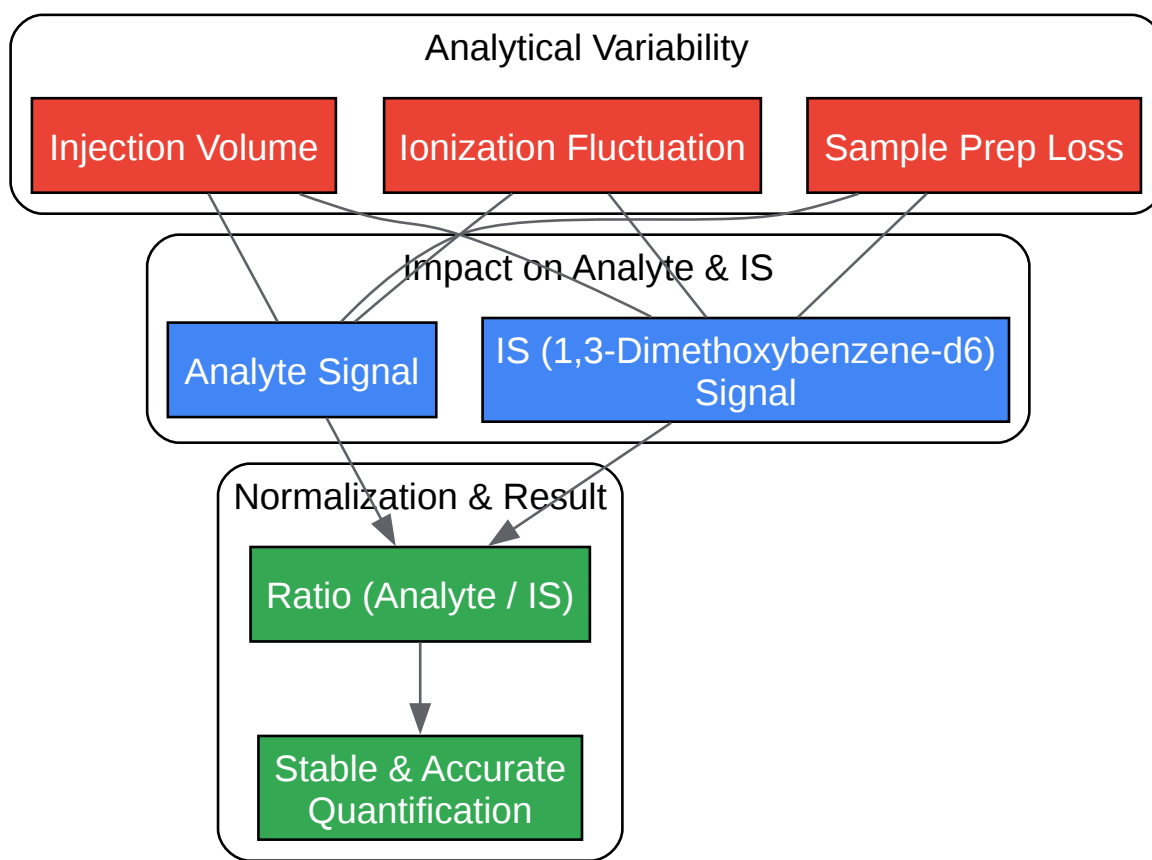 Analytical Variability
Injection Volume
Ionization Fluctuation
Sample Prep Loss
Impact on Analyte & IS
Analyte Signal
IS (1,3-Dimethoxybenzene-d6)
Signal
Normalization & Result
Ratio (Analyte / IS)
Stable & Accurate
Quantification